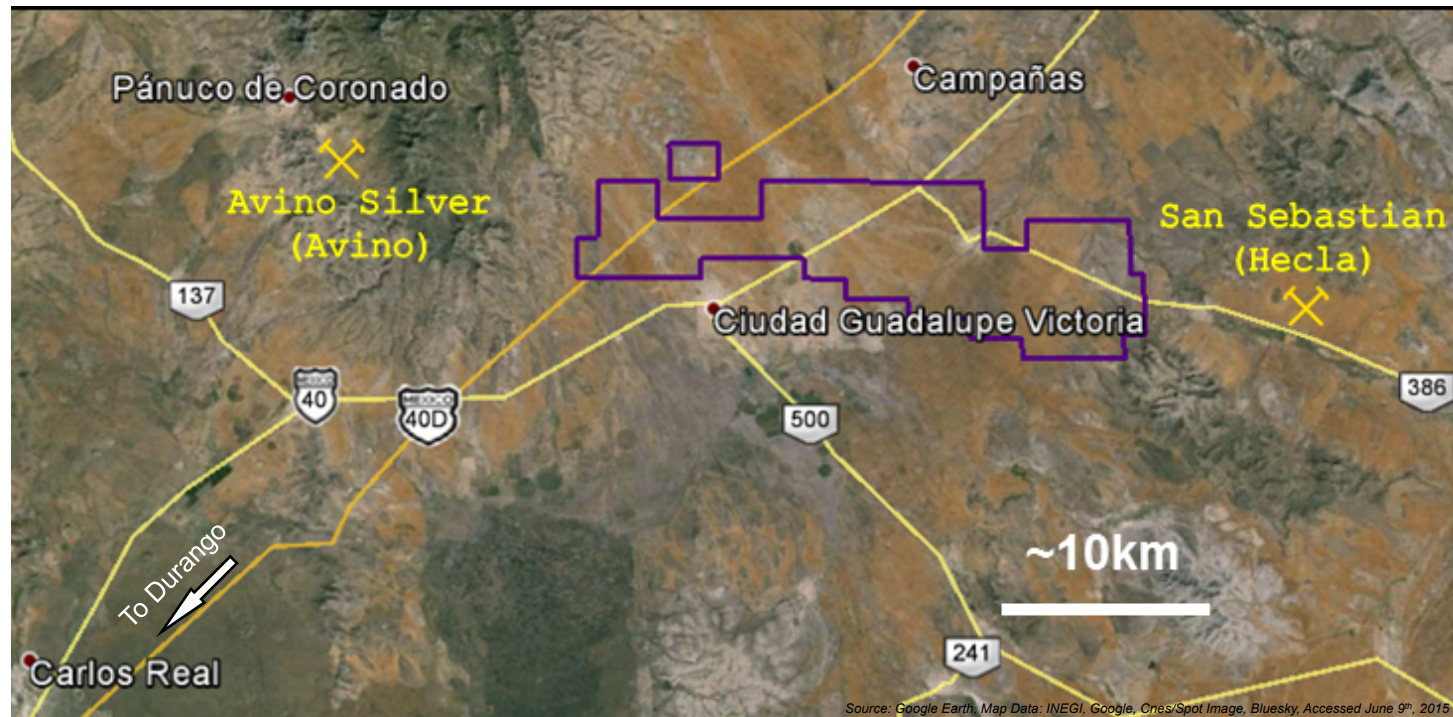 Campañas
Pánuco de Coronado
Avino Silver
(Avino)
San Sebastian
(Hecla)
137
Ciudad Guadalupe Victoria
MEXICO
40
MEXICO
40D
386
500
To Durango
~10km
241
Carlos Real
Source: Google Earth, Map Data: INEGI, Google, Cnes/Spot Image, Bluesky, Accessed June 9th, 2015